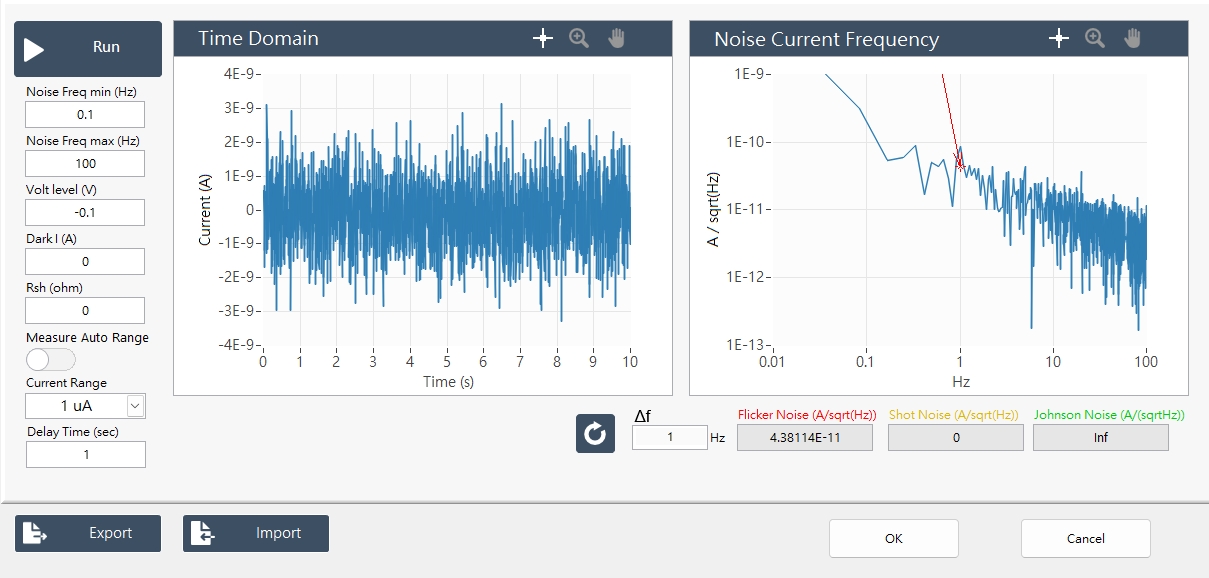 Run
Noise Freq min (Hz)
0.1
Noise Freq max (Hz)
100
Volt level (V)
-0.1
Dark I (A)
0
Rsh (ohm)
0
Measure Auto Range
Current Range
1 uA
Delay Time (sec)
1
Time Domain
4E-9
3E-9
2E-9
1E-9
0
-1E-9
-2E-9
-3E-9
-4E-9
Current (A)
0 1 2 3 4 5 6 7 8 9 10
Time (s)
Noise Current Frequency
1E-9
1E-10
1E-11
1E-12
1E-13
A / sqrt(Hz)
0.01 0.1 1 10 100
Hz
Δf
1 Hz
Flicker Noise (A/sqrt(Hz))
4.38114E-11
Shot Noise (A/sqrt(Hz))
0
Johnson Noise (A/(sqrtHz))
Inf
Export
Import
OK
Cancel